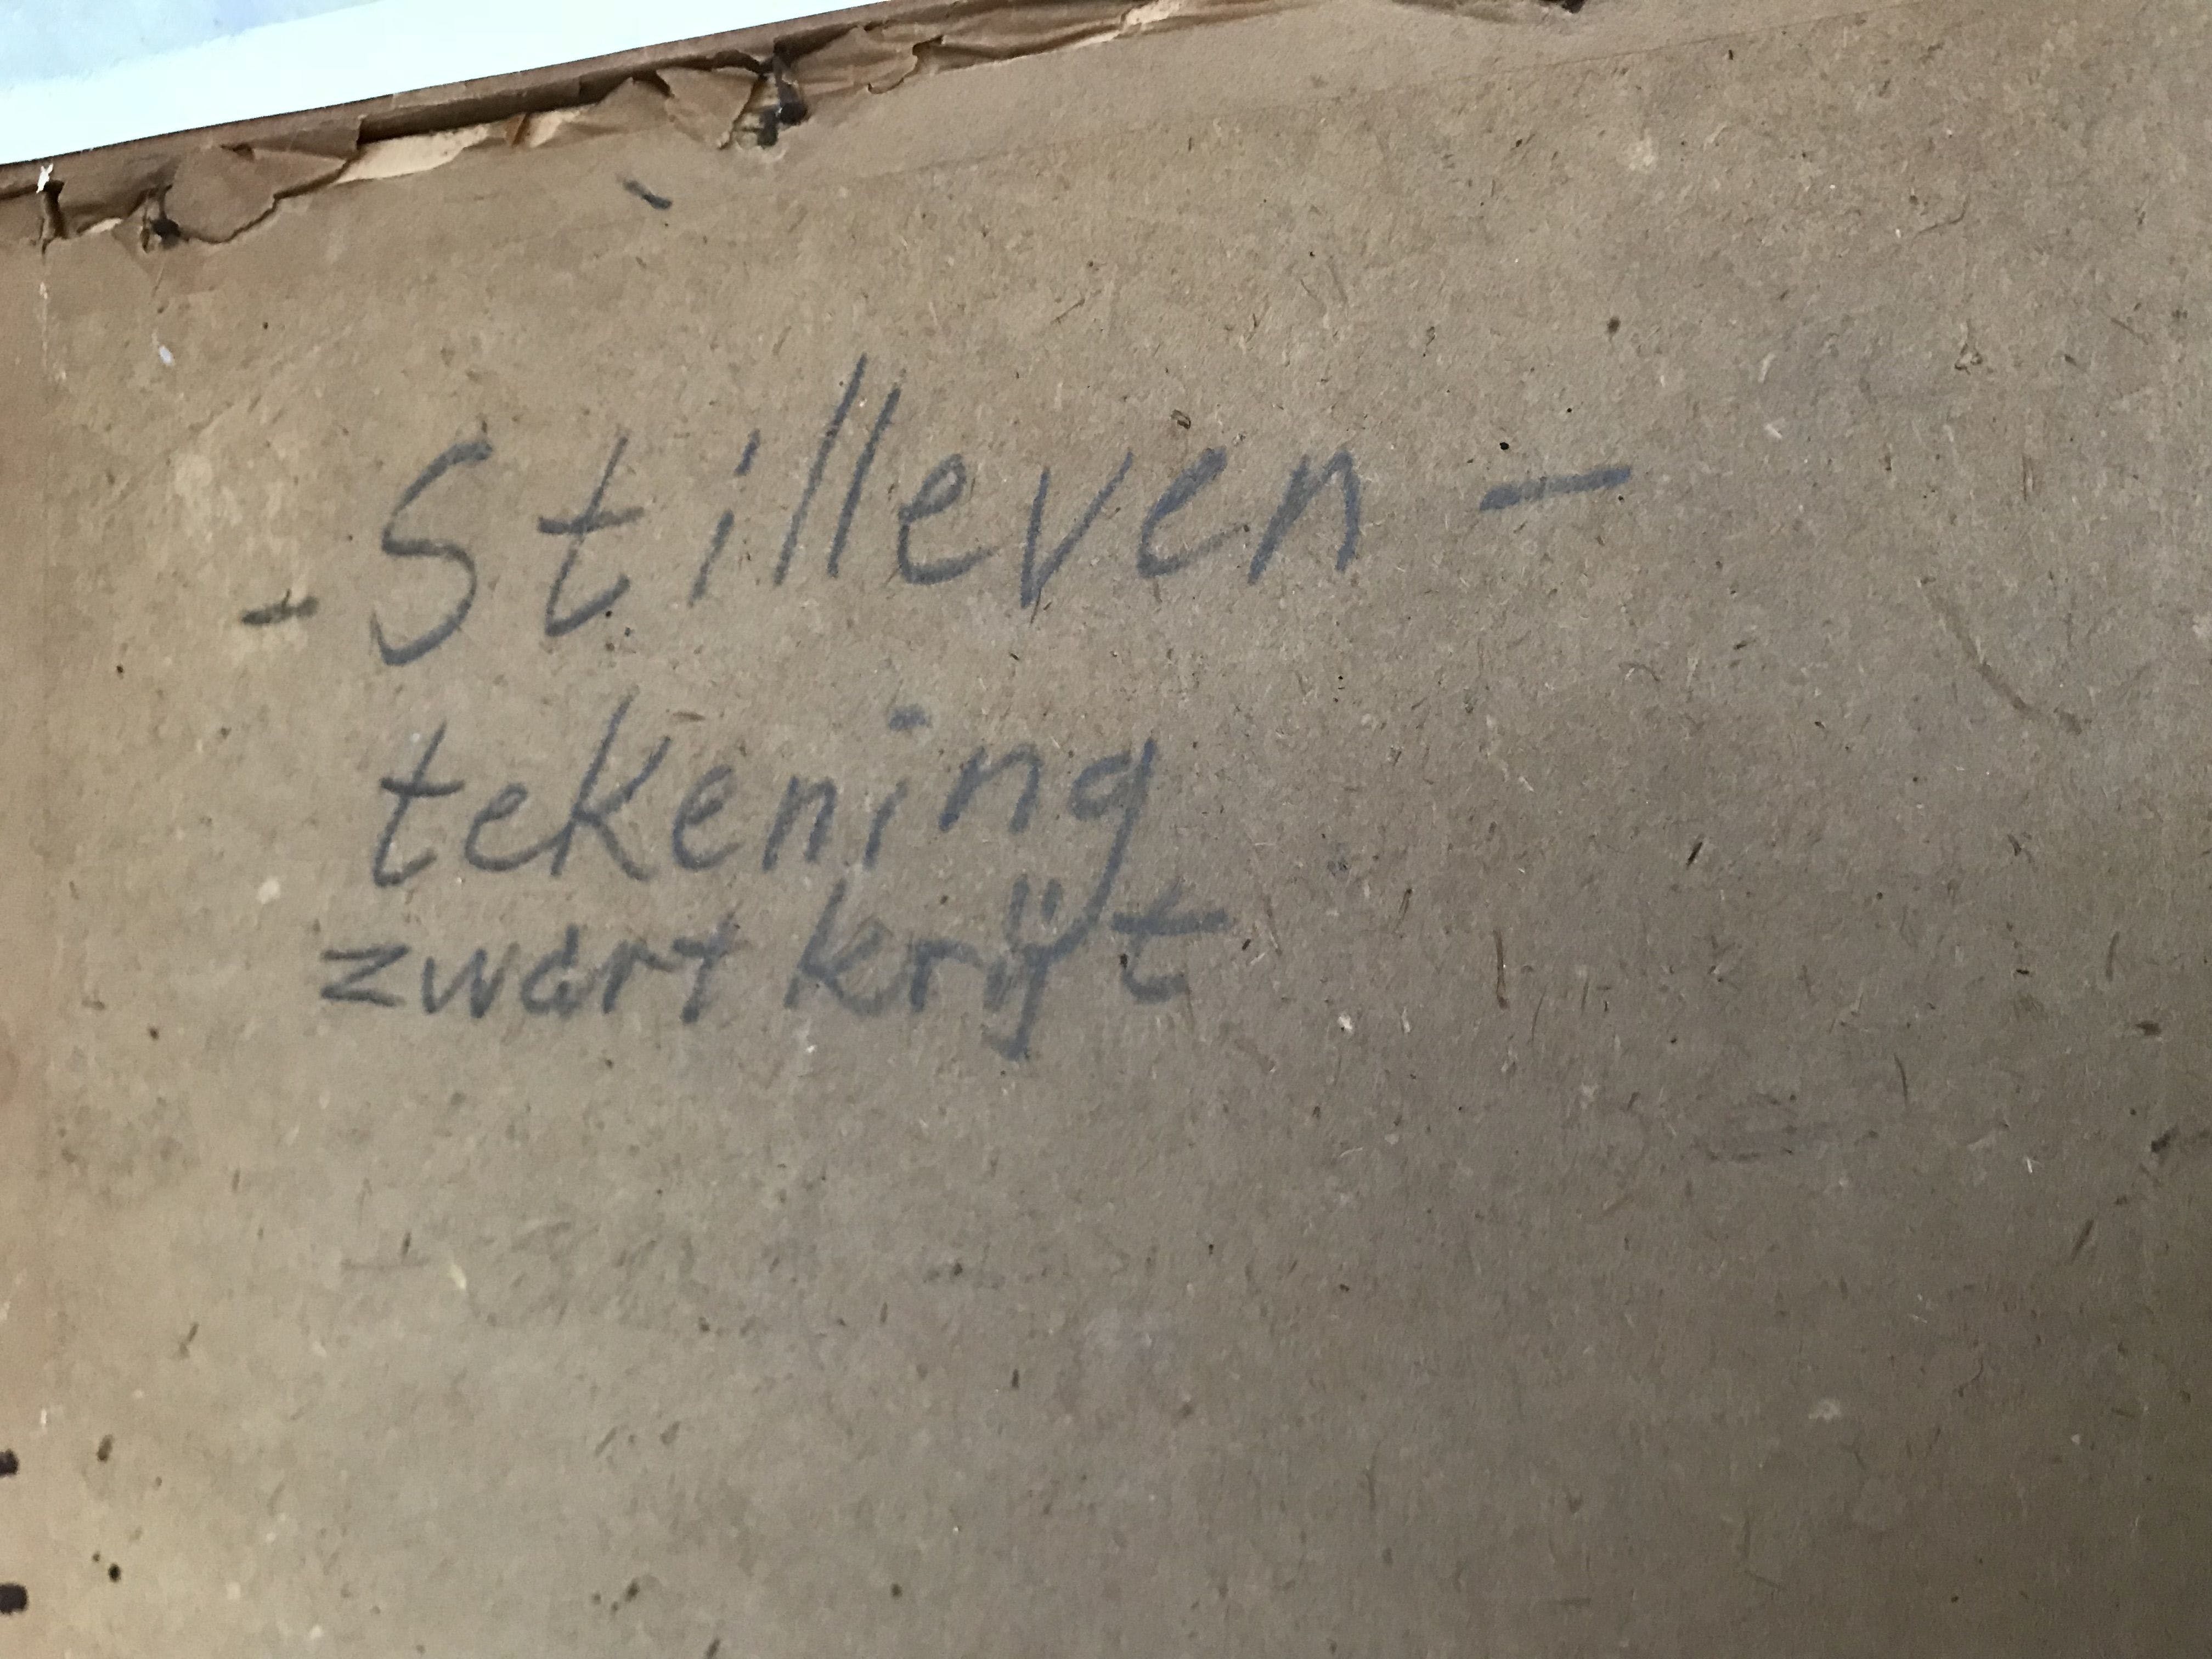 - Stilleven -
tekening
zwart krijt